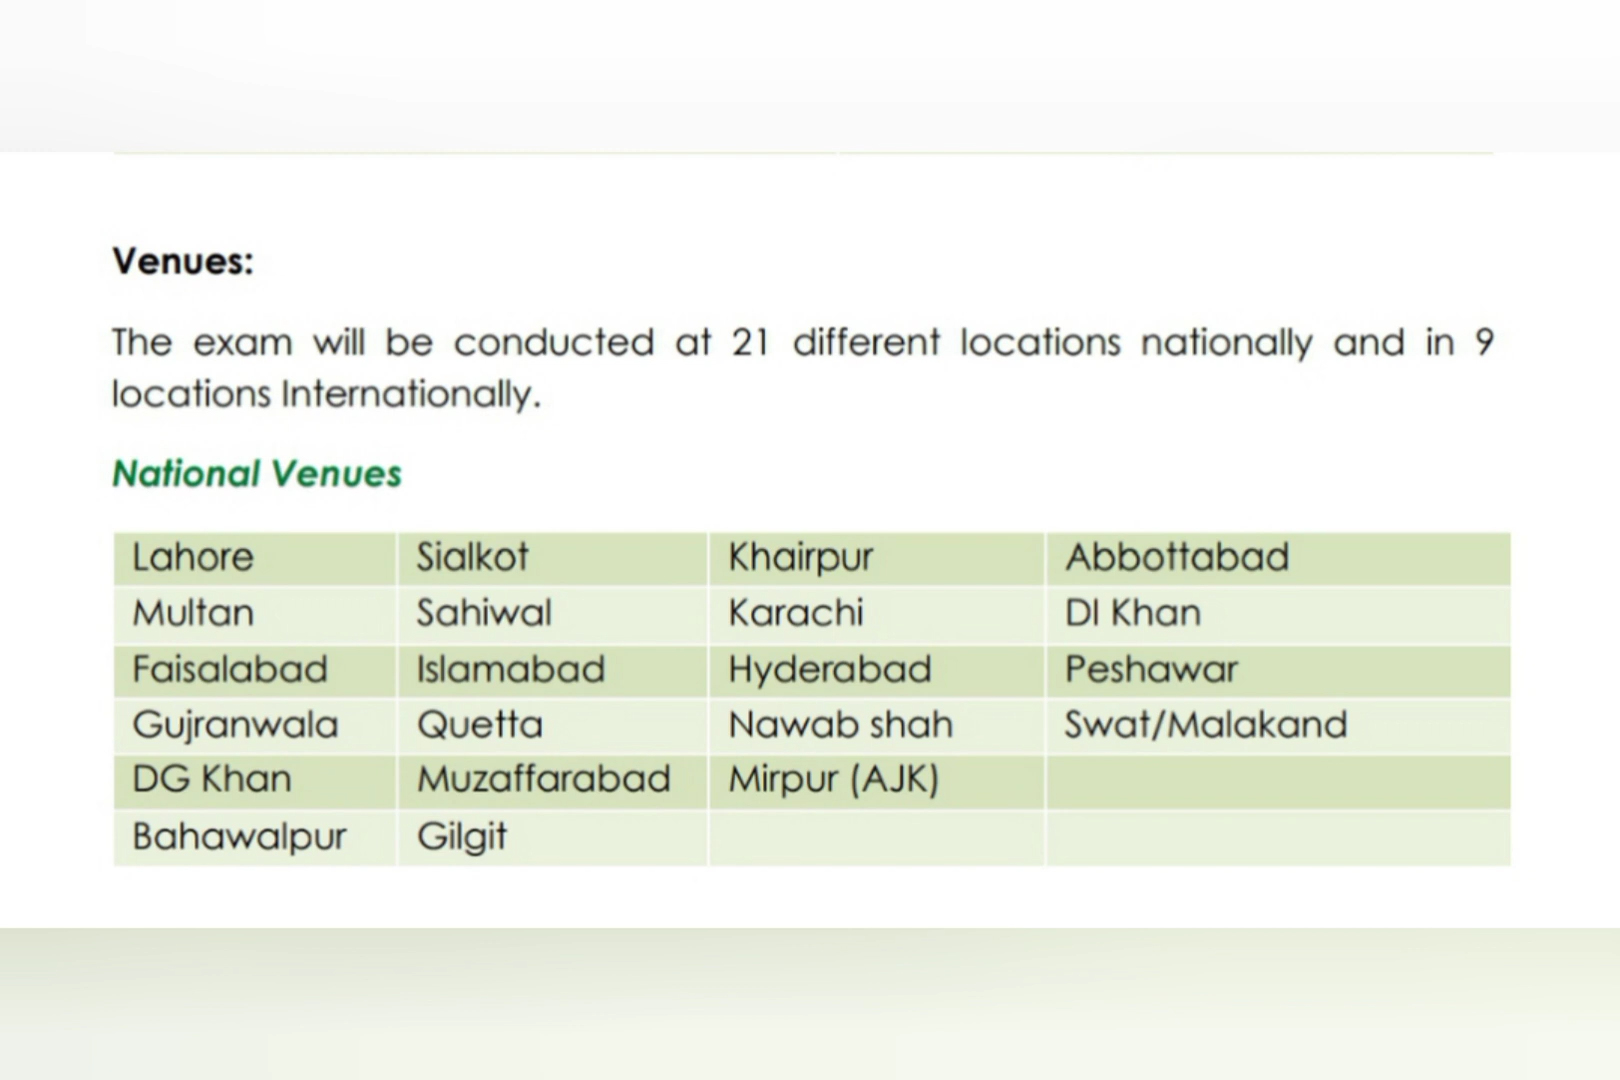 Venues:
The exam will be conducted at 21 different locations nationally and in 9
locations Internationally.
National Venues
Lahore Sialkot Khairpur Abbottabad
Multan Sahiwal Karachi DI Khan
Faisalabad Islamabad Hyderabad Peshawar
Gujranwala Quetta Nawab shah Swat/Malakand
DG Khan Muzaffarabad Mirpur (AJK)
Bahawalpur Gilgit